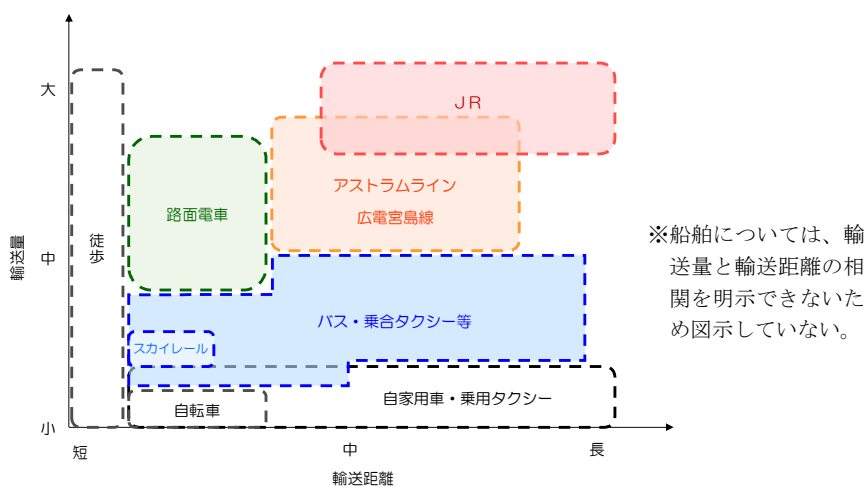 大
ＪＲ
アストラムライン
広電宮島線
路面電車
徒歩
輸送量
中
※船舶については、輸
送量と輸送距離の相
関を明示できないた
め図示していない。
バス・乗合タクシー等
スカイレール
自家用車・乗用タクシー
自転車
小
短
中
長
輸送距離